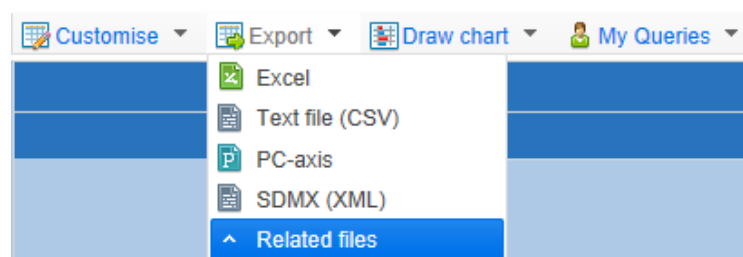 Customise Export Draw chart My Queries
Excel
Text file (CSV)
PC-axis
SDMX (XML)
Related files